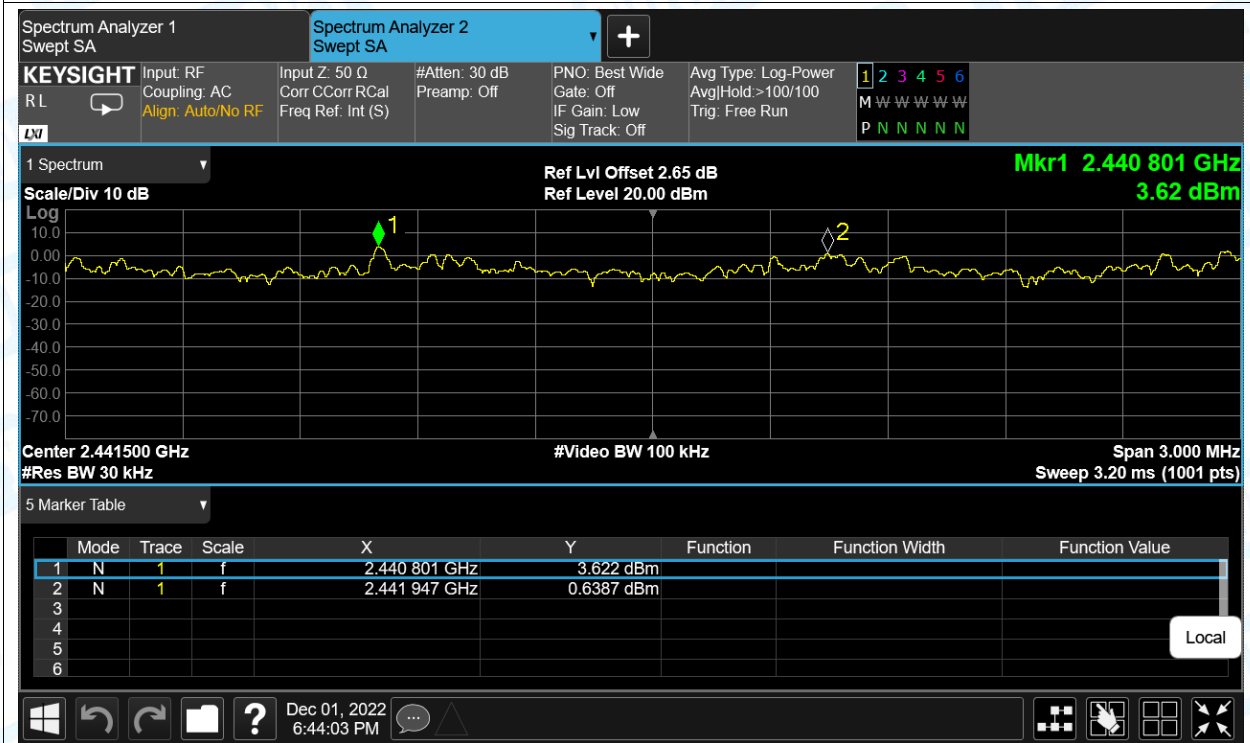 Spectrum Analyzer 1
Swept SA
Spectrum Analyzer 2
Swept SA
KEYSIGHT
R L
LXI
Input: RF
Coupling: AC
Align: Auto/No RF
Input Z: 50 Ω
Corr CCorr RCal
Freq Ref: Int (S)
#Atten: 30 dB
Preamp: Off
PNO: Best Wide
Gate: Off
IF Gain: Low
Sig Track: Off
Avg Type: Log-Power
Avg|Hold:>100/100
Trig: Free Run
1 2 3 4 5 6
M W W W W W
P N N N N N
1 Spectrum
Scale/Div 10 dB
Ref Lvl Offset 2.65 dB
Ref Level 20.00 dBm
Mkr1 2.440 801 GHz
3.62 dBm
Log
10.0
0.00
-10.0
-20.0
-30.0
-40.0
-50.0
-60.0
-70.0
1
2
Center 2.441500 GHz
#Video BW 100 kHz
Span 3.000 MHz
#Res BW 30 kHz
Sweep 3.20 ms (1001 pts)
5 Marker Table
Mode Trace Scale X Y Function Function Width Function Value
1 N 1 f 2.440 801 GHz 3.622 dBm
2 N 1 f 2.441 947 GHz 0.6387 dBm
3
4
5
6
Local
?
Dec 01, 2022
6:44:03 PM